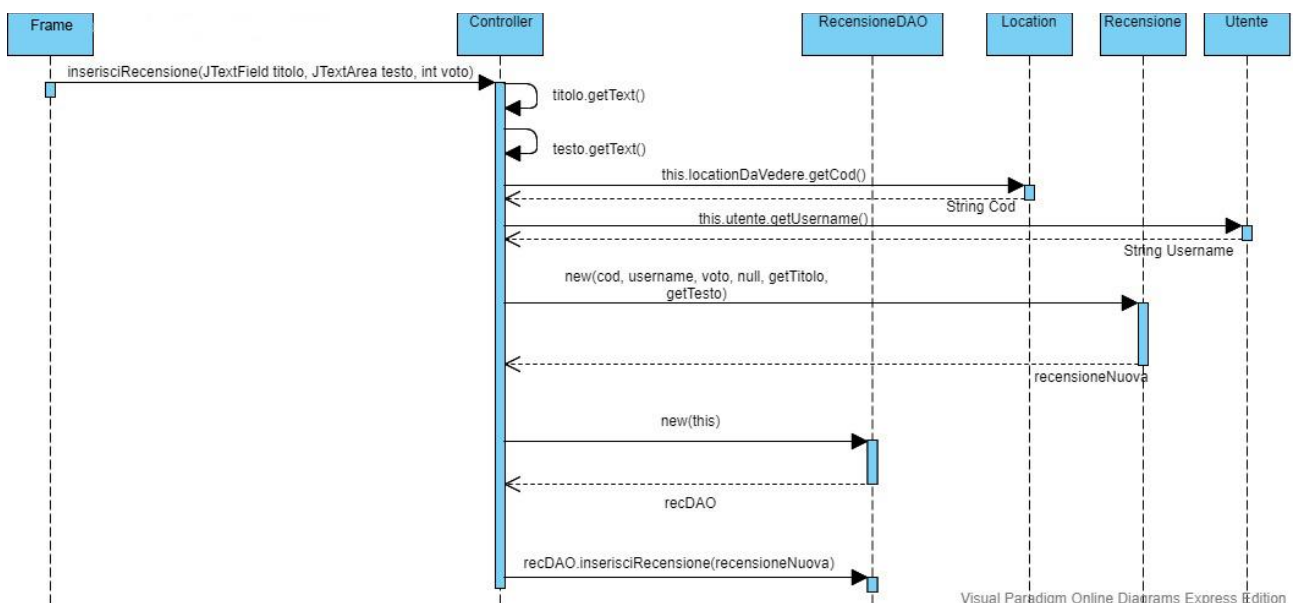 Frame
Controller
RecensioneDAO
Location
Recensione
Utente
inserisciRecensione(JTextField titolo, JTextArea testo, int voto)
titolo.getText()
testo.getText()
this.locationDaVedere.getCod()
String Cod
this.utente.getUsername()
String Username
new(cod, username, voto, null, getTitolo,
getTesto)
recensioneNuova
new(this)
recDAO
recDAO.inserisciRecensione(recensioneNuova)
Visual Paradigm Online Diagrams Express Edition